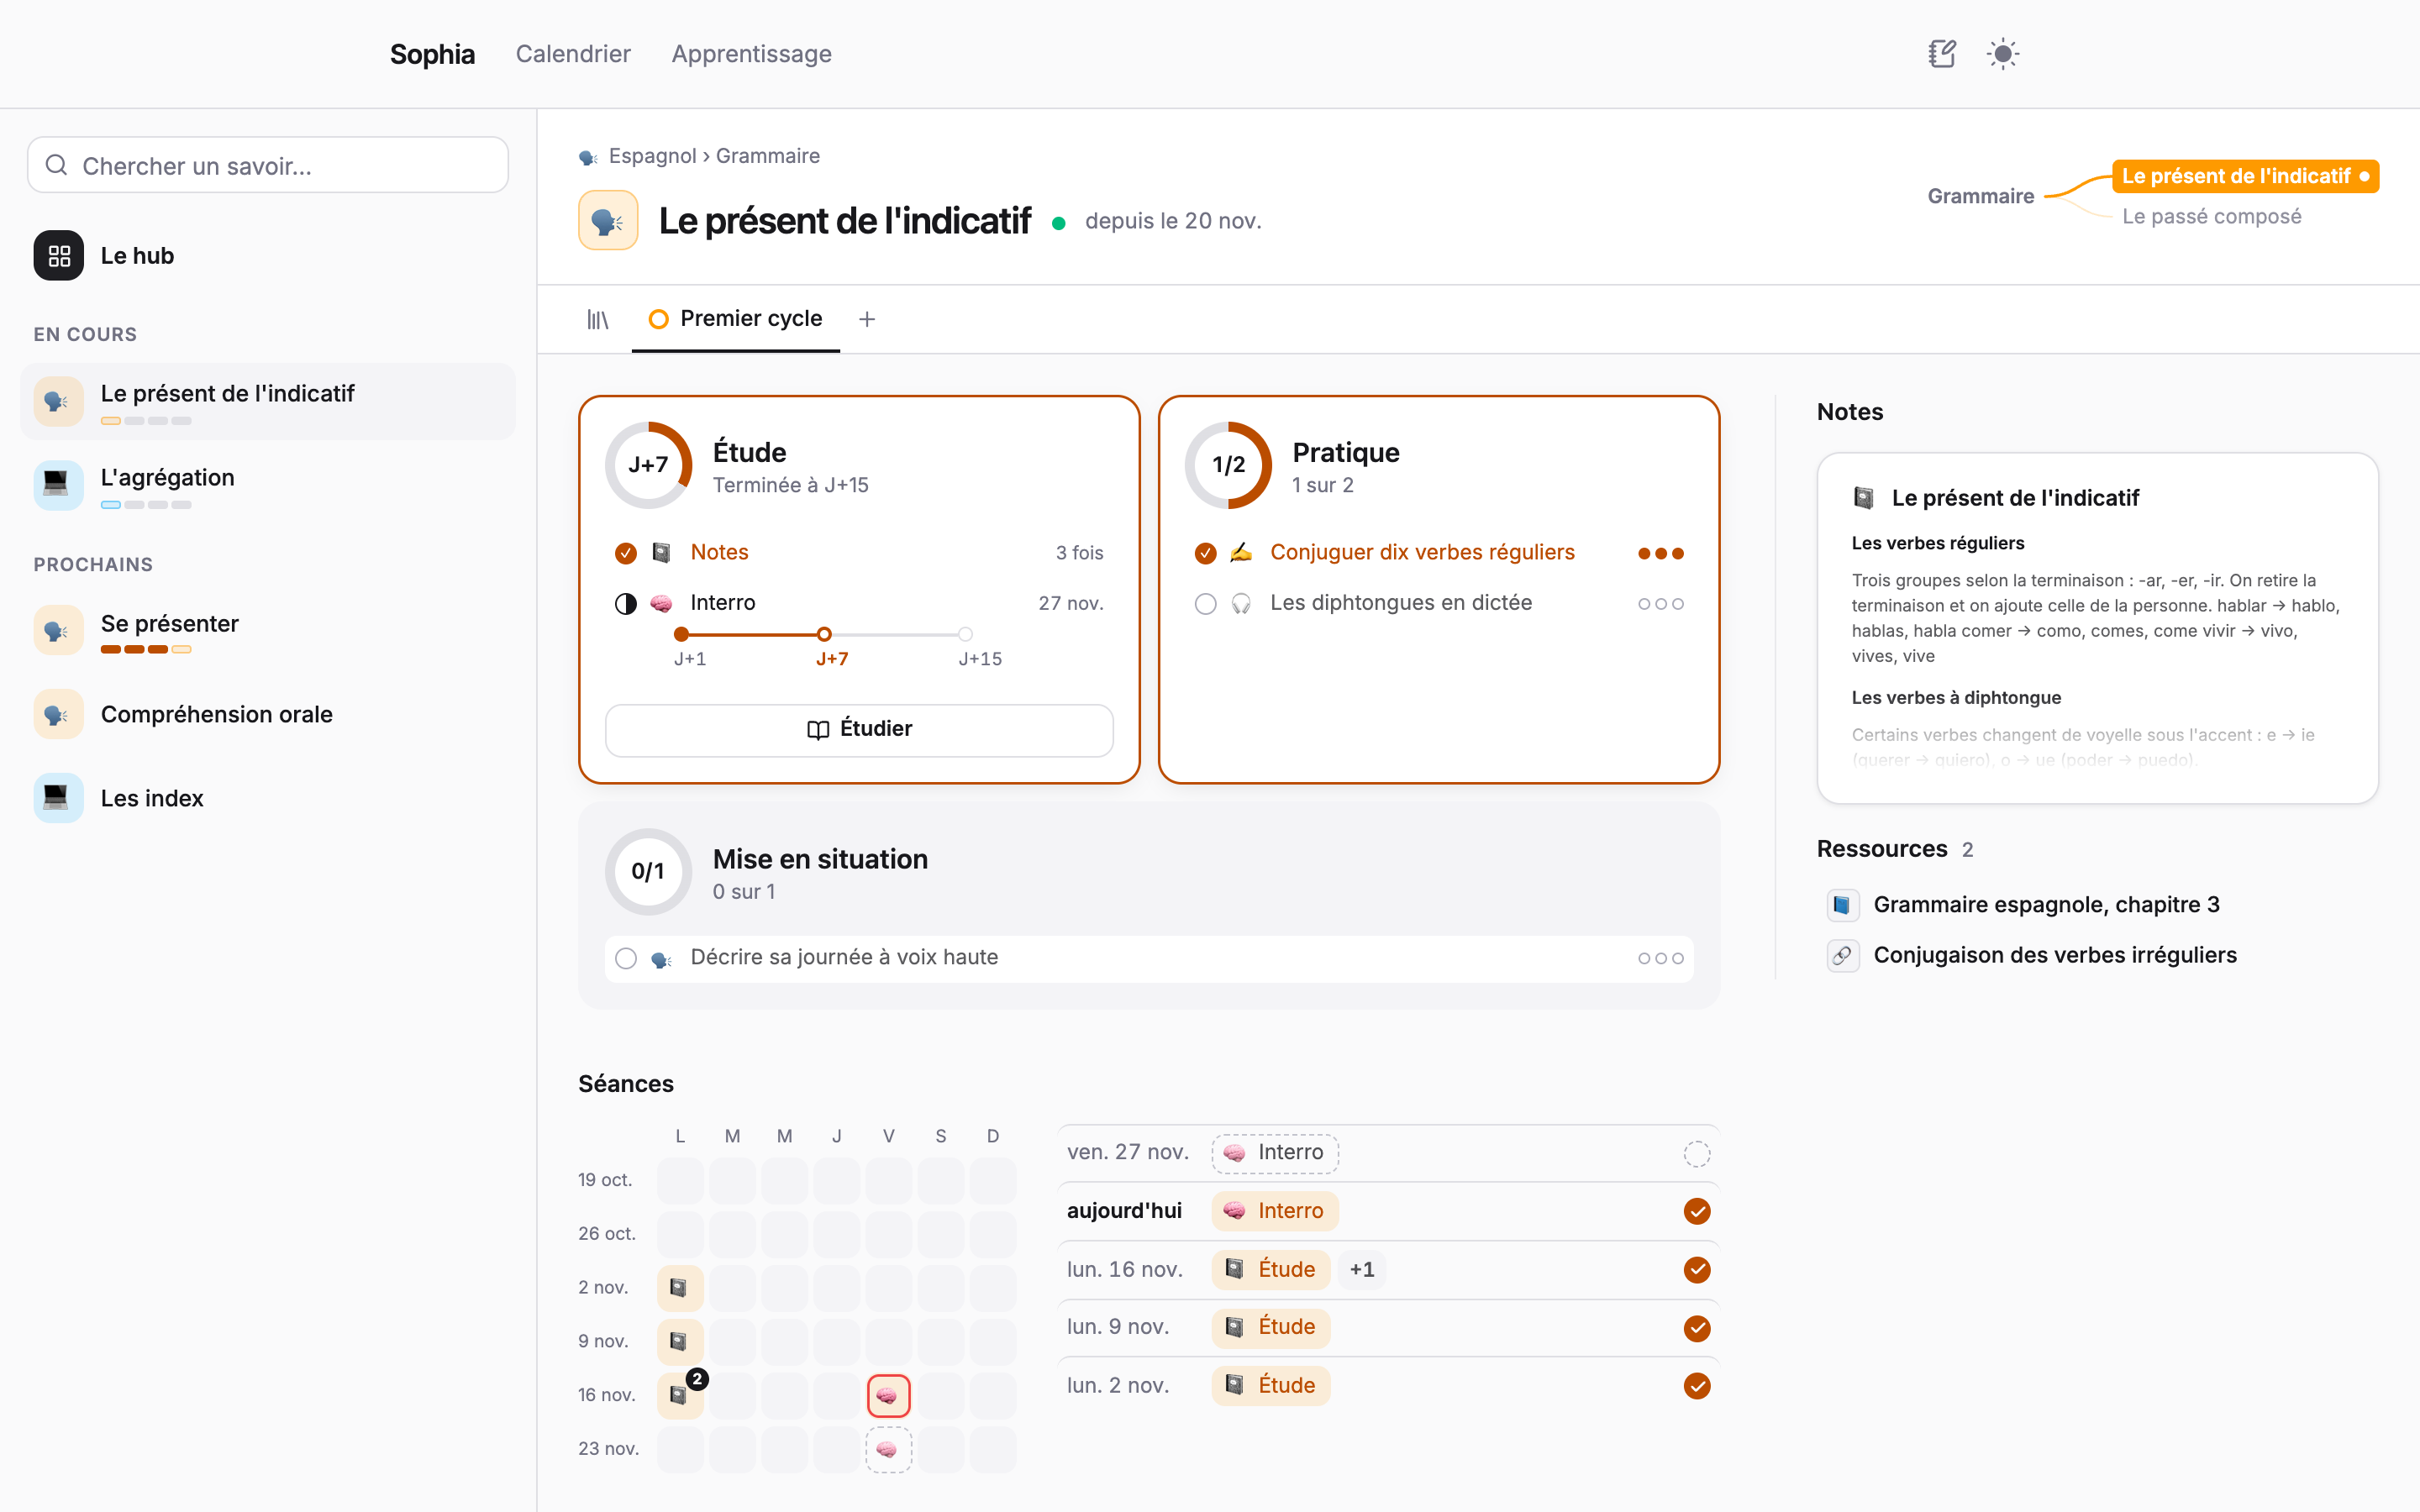 Sophia
Calendrier
Apprentissage
Chercher un savoir...
Le hub
EN COURS
Le présent de l'indicatif
L'agrégation
PROCHAINS
Se présenter
Compréhension orale
Les index
Espagnol › Grammaire
Le présent de l'indicatif
depuis le 20 nov.
Grammaire
Le présent de l'indicatif
Le passé composé
Premier cycle
J+7
Étude
Terminée à J+15
Notes
3 fois
Interro
27 nov.
J+1
J+7
J+15
Étudier
1/2
Pratique
1 sur 2
Conjuguer dix verbes réguliers
Les diphtongues en dictée
0/1
Mise en situation
0 sur 1
Décrire sa journée à voix haute
Notes
Le présent de l'indicatif
Les verbes réguliers
Trois groupes selon la terminaison : -ar, -er, -ir. On retire la
terminaison et on ajoute celle de la personne. hablar → hablo,
hablas, habla comer → como, comes, come vivir → vivo,
vives, vive
Les verbes à diphtongue
Certains verbes changent de voyelle sous l'accent : e → ie
(querer → quiero), o → ue (poder → puedo).
Ressources 2
Grammaire espagnole, chapitre 3
Conjugaison des verbes irréguliers
Séances
L M M J V S D
19 oct.
26 oct.
2 nov.
9 nov.
16 nov.
2
23 nov.
ven. 27 nov.
Interro
aujourd'hui
Interro
lun. 16 nov.
Étude
+1
lun. 9 nov.
Étude
lun. 2 nov.
Étude